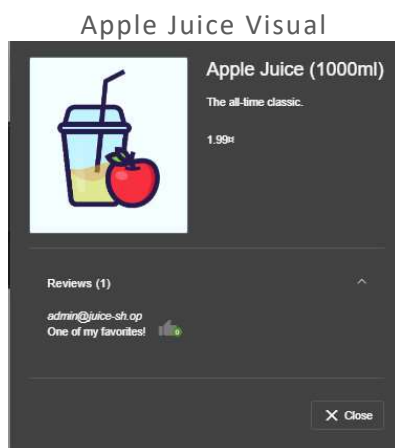 Apple Juice Visual
Apple Juice (1000ml)
The all-time classic.
1.99¤
Reviews (1)
admin@juice-sh.op
One of my favorites!
0
Close